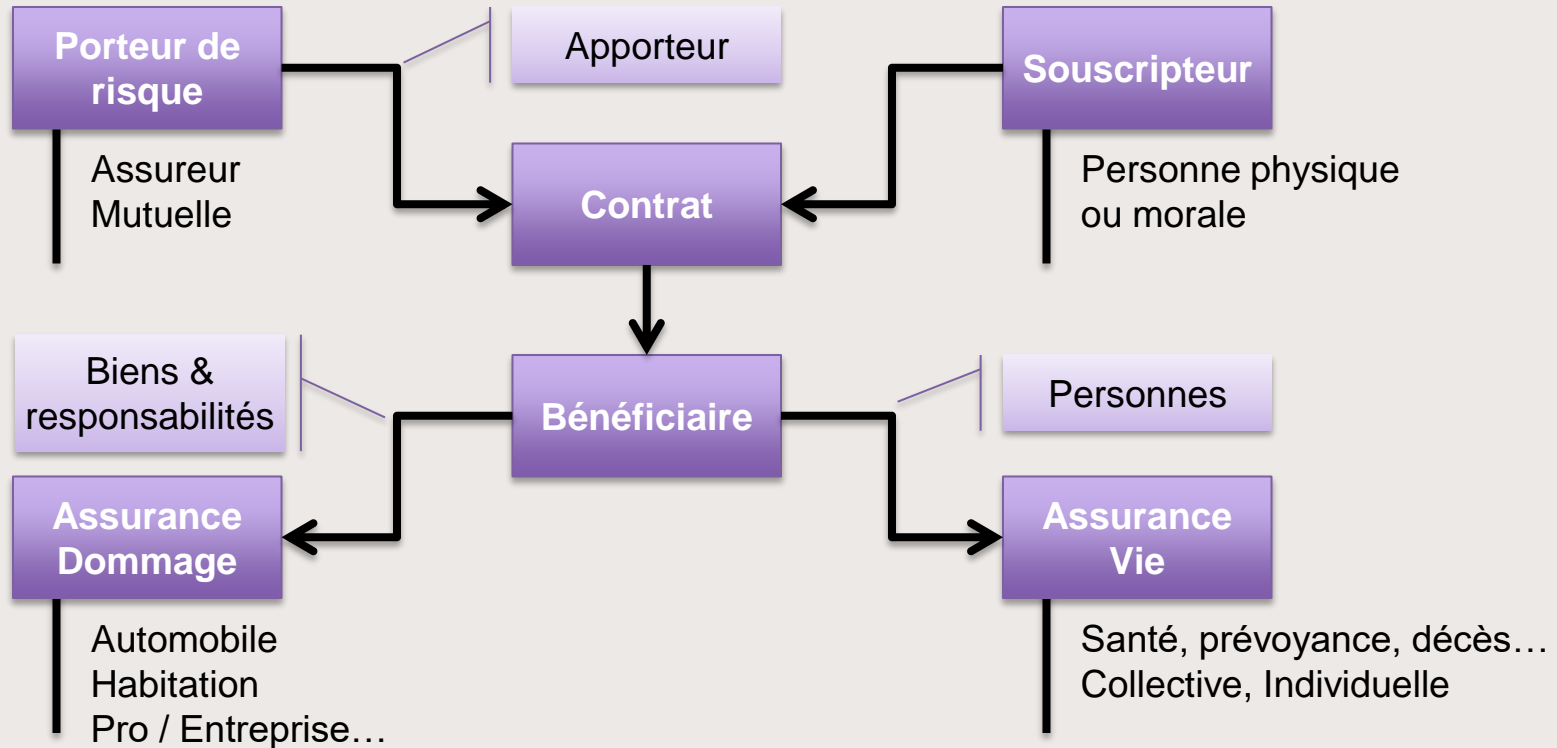 Porteur de
risque
Apporteur
Souscripteur
Assureur
Mutuelle
Contrat
Personne physique
ou morale
Biens &
responsabilités
Bénéficiaire
Personnes
Assurance
Dommage
Assurance
Vie
Automobile
Habitation
Pro / Entreprise…
Santé, prévoyance, décès…
Collective, Individuelle